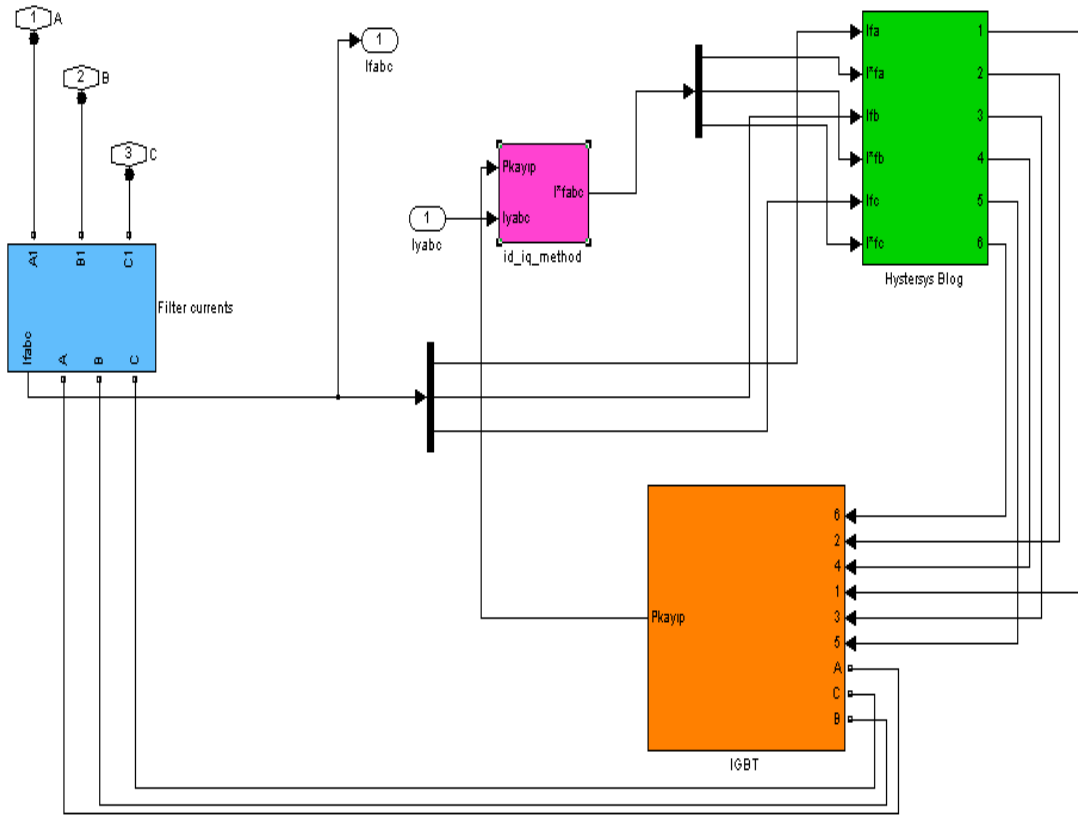 1 A
2 B
3 C
1
Ifabc
A1 B1 C1
Ifabc A B C
Filter currents
1
Iyabc
Pkayıp
Iyabc
I*fabc
id_iq_method
Ifa 1
I*fa 2
Ifb 3
I*fb 4
Ifc 5
I*fc 6
Hystersys Blog
6
2
4
1
Pkayıp 3
5
A
C
B
IGBT